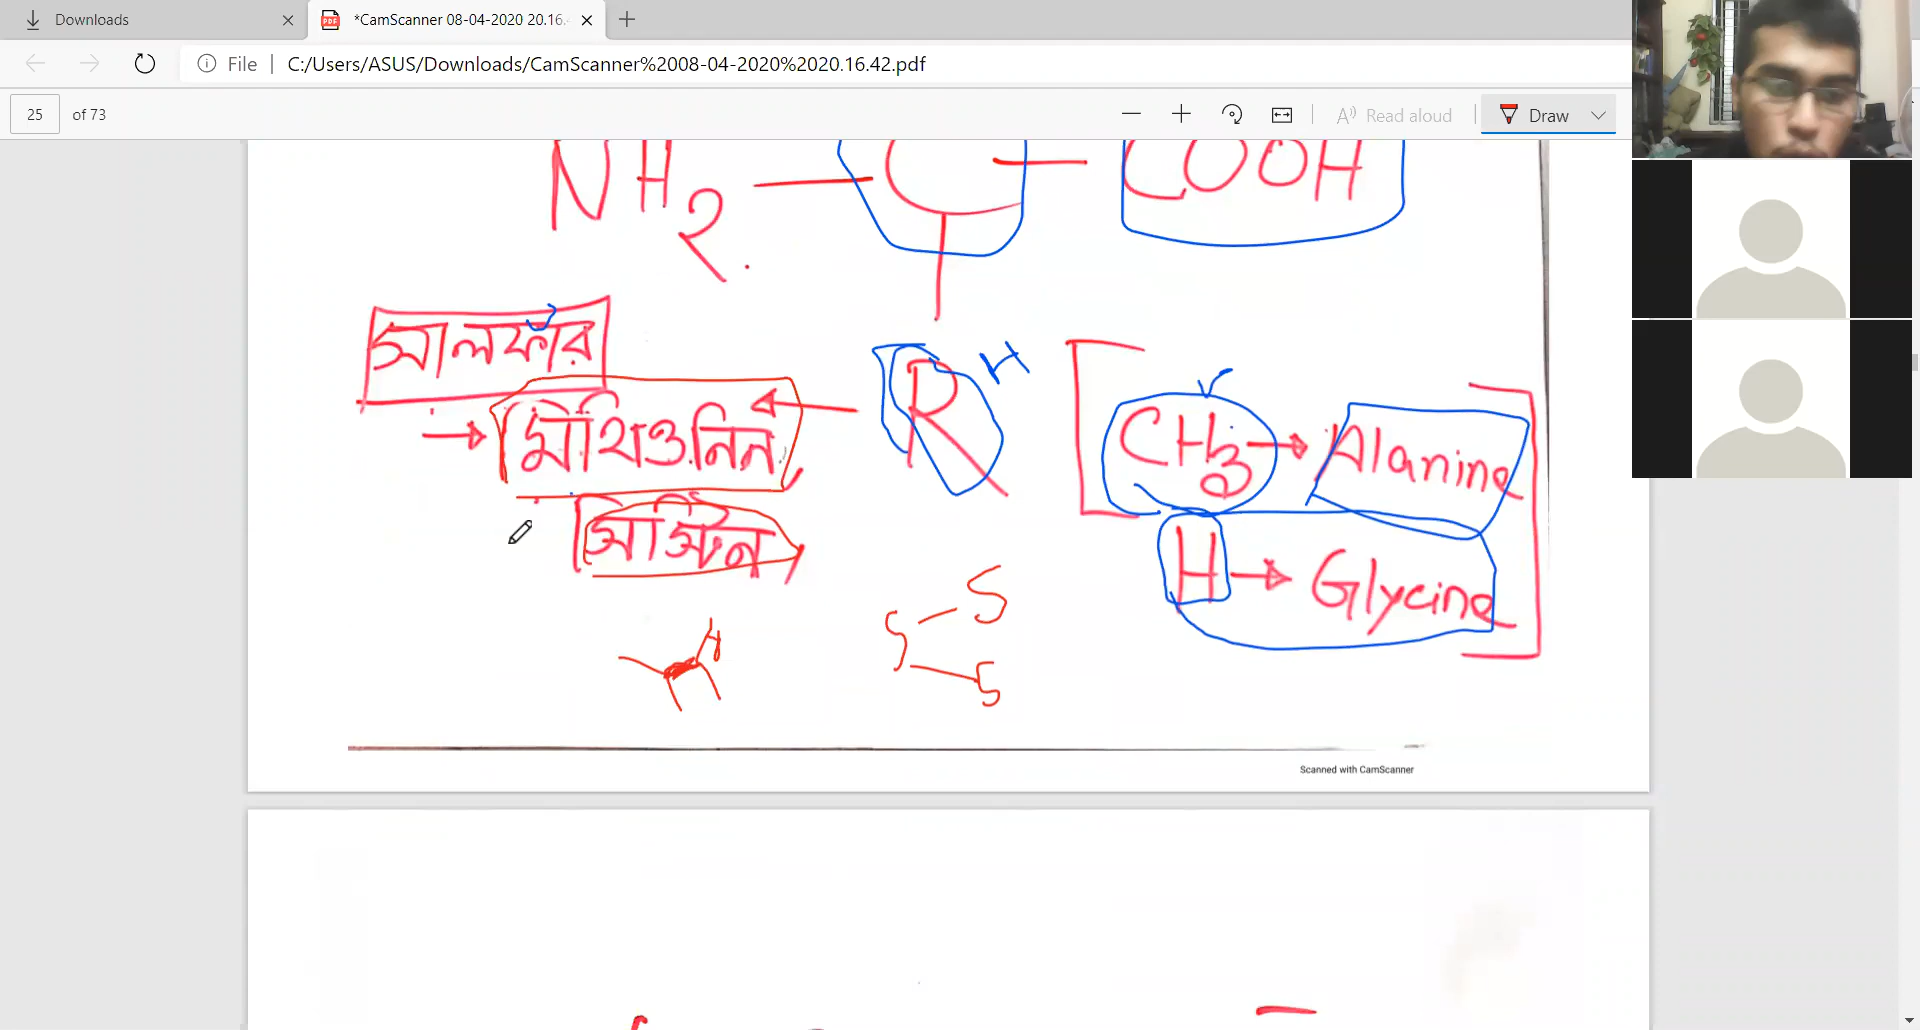 Downloads
*CamScanner 08-04-2020 20.16.
File C:/Users/ASUS/Downloads/CamScanner%2008-04-2020%2020.16.42.pdf
25 of 73
Read aloud
Draw
NH2 — C — COOH
সালফার
R H
CH3 → Alanine
→ মিথিওনিন,
সিস্টিন,
H → Glycine
S
S
S
Scanned with CamScanner